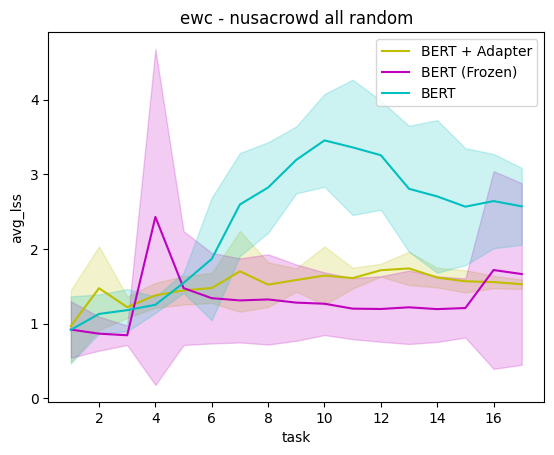 ewc - nusacrowd all random
BERT + Adapter
BERT (Frozen)
BERT
avg_lss
4
3
2
1
0
2 4 6 8 10 12 14 16
task